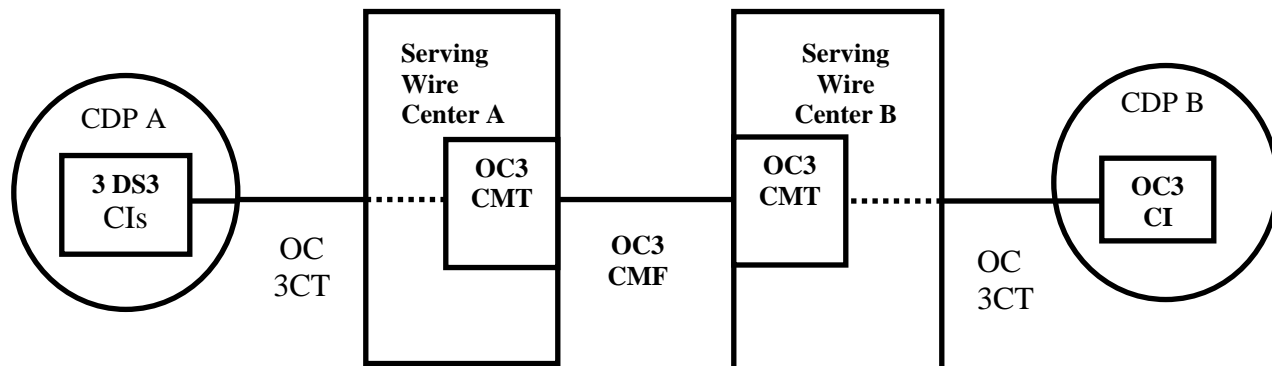 CDP A
3 DS3
CIs
OC
3CT
Serving
Wire
Center A
OC3
CMT
OC3
CMF
Serving
Wire
Center B
OC3
CMT
OC
3CT
CDP B
OC3
CI